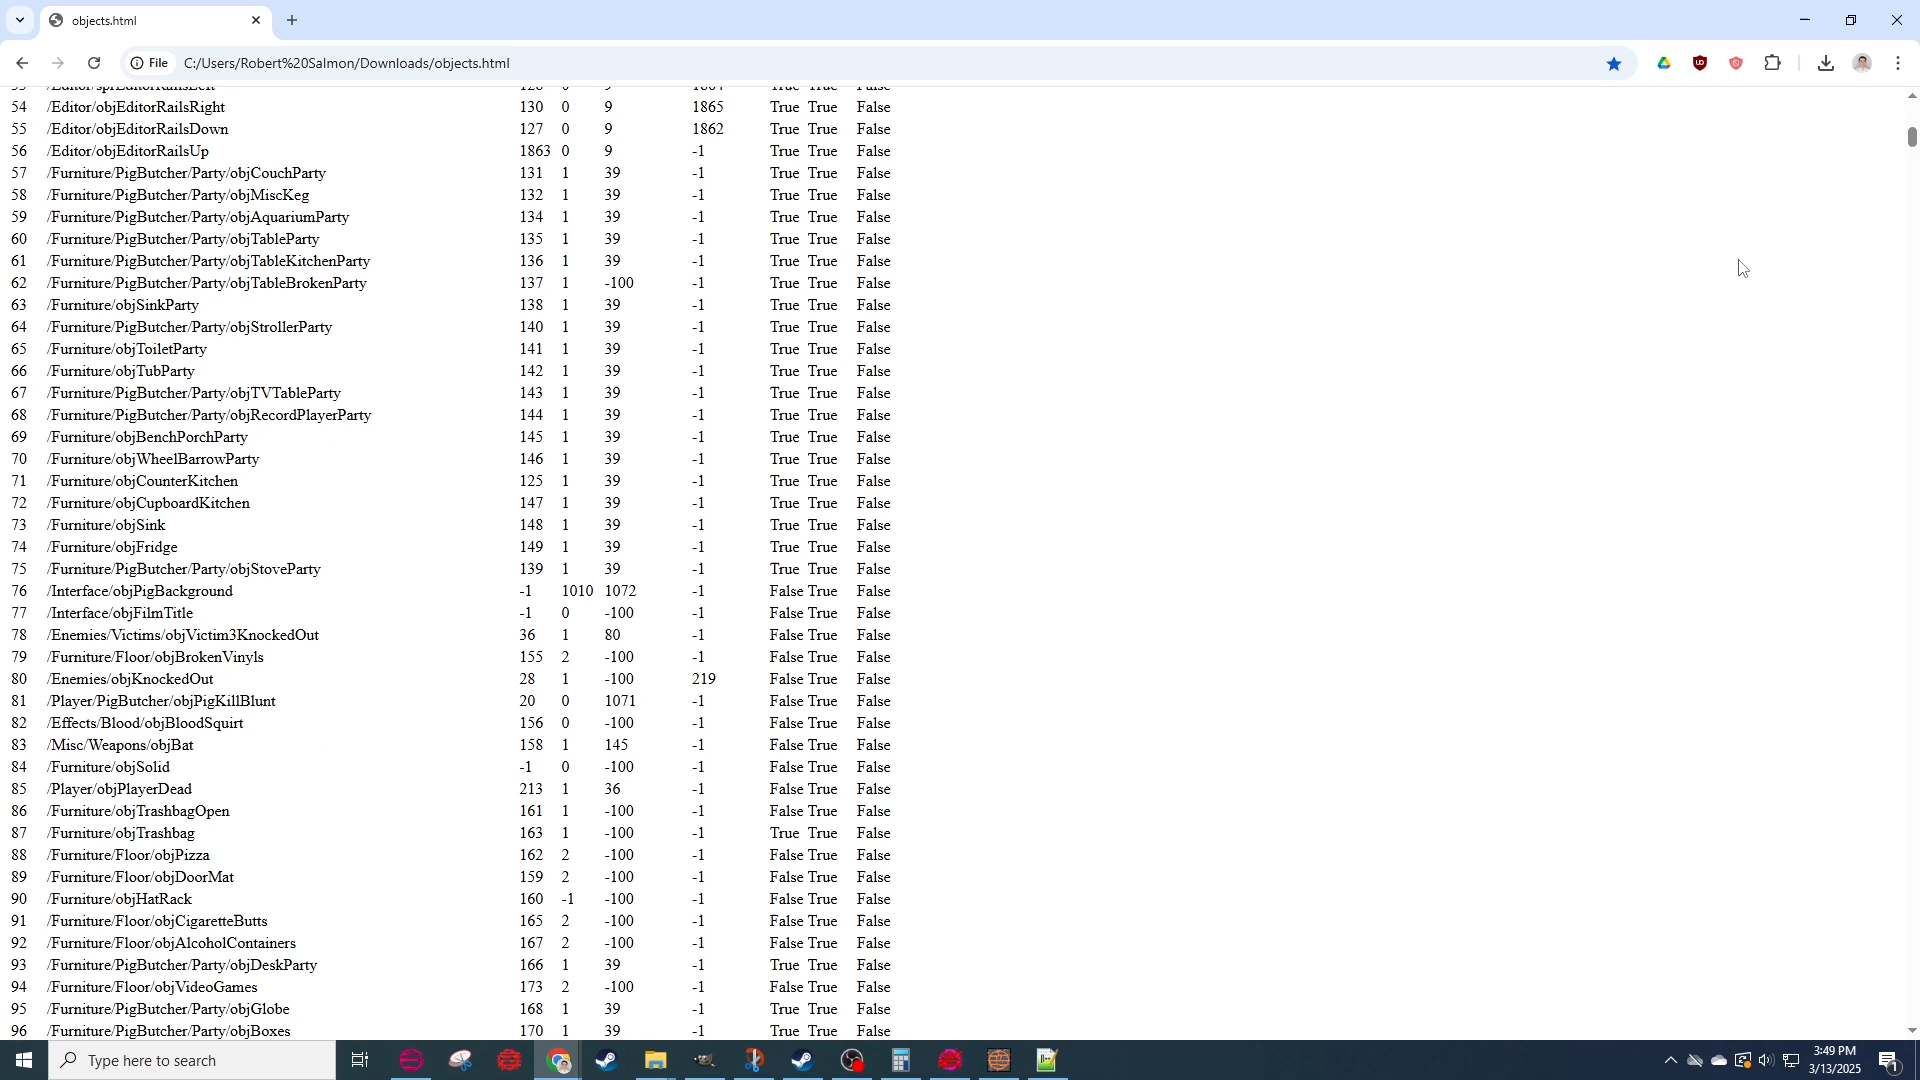 objects.html
File C:/Users/Robert%20Salmon/Downloads/objects.html
54 /Editor/objEditorRailsRight 130 0 9 1865 True True False
55 /Editor/objEditorRailsDown 127 0 9 1862 True True False
56 /Editor/objEditorRailsUp 1863 0 9 -1 True True False
57 /Furniture/PigButcher/Party/objCouchParty 131 1 39 -1 True True False
58 /Furniture/PigButcher/Party/objMiscKeg 132 1 39 -1 True True False
59 /Furniture/PigButcher/Party/objAquariumParty 134 1 39 -1 True True False
60 /Furniture/PigButcher/Party/objTableParty 135 1 39 -1 True True False
61 /Furniture/PigButcher/Party/objTableKitchenParty 136 1 39 -1 True True False
62 /Furniture/PigButcher/Party/objTableBrokenParty 137 1 -100 -1 True True False
63 /Furniture/objSinkParty 138 1 39 -1 True True False
64 /Furniture/PigButcher/Party/objStrollerParty 140 1 39 -1 True True False
65 /Furniture/objToiletParty 141 1 39 -1 True True False
66 /Furniture/objTubParty 142 1 39 -1 True True False
67 /Furniture/PigButcher/Party/objTVTableParty 143 1 39 -1 True True False
68 /Furniture/PigButcher/Party/objRecordPlayerParty 144 1 39 -1 True True False
69 /Furniture/objBenchPorchParty 145 1 39 -1 True True False
70 /Furniture/objWheelBarrowParty 146 1 39 -1 True True False
71 /Furniture/objCounterKitchen 125 1 39 -1 True True False
72 /Furniture/objCupboardKitchen 147 1 39 -1 True True False
73 /Furniture/objSink 148 1 39 -1 True True False
74 /Furniture/objFridge 149 1 39 -1 True True False
75 /Furniture/PigButcher/Party/objStoveParty 139 1 39 -1 True True False
76 /Interface/objPigBackground -1 1010 1072 -1 False True False
77 /Interface/objFilmTitle -1 0 -100 -1 False True False
78 /Enemies/Victims/objVictim3KnockedOut 36 1 80 -1 False True False
79 /Furniture/Floor/objBrokenVinyls 155 2 -100 -1 False True False
80 /Enemies/objKnockedOut 28 1 -100 219 False True False
81 /Player/PigButcher/objPigKillBlunt 20 0 1071 -1 False True False
82 /Effects/Blood/objBloodSquirt 156 0 -100 -1 False True False
83 /Misc/Weapons/objBat 158 1 145 -1 False True False
84 /Furniture/objSolid -1 0 -100 -1 False True False
85 /Player/objPlayerDead 213 1 36 -1 False True False
86 /Furniture/objTrashbagOpen 161 1 -100 -1 False True False
87 /Furniture/objTrashbag 163 1 -100 -1 True True False
88 /Furniture/Floor/objPizza 162 2 -100 -1 False True False
89 /Furniture/Floor/objDoorMat 159 2 -100 -1 False True False
90 /Furniture/objHatRack 160 -1 -100 -1 False True False
91 /Furniture/Floor/objCigaretteButts 165 2 -100 -1 False True False
92 /Furniture/Floor/objAlcoholContainers 167 2 -100 -1 False True False
93 /Furniture/PigButcher/Party/objDeskParty 166 1 39 -1 True True False
94 /Furniture/Floor/objVideoGames 173 2 -100 -1 False True False
95 /Furniture/PigButcher/Party/objGlobe 168 1 39 -1 True True False
96 /Furniture/PigButcher/Party/objBoxes 170 1 39 -1 True True False
Type here to search
3:49 PM
3/13/2025
1